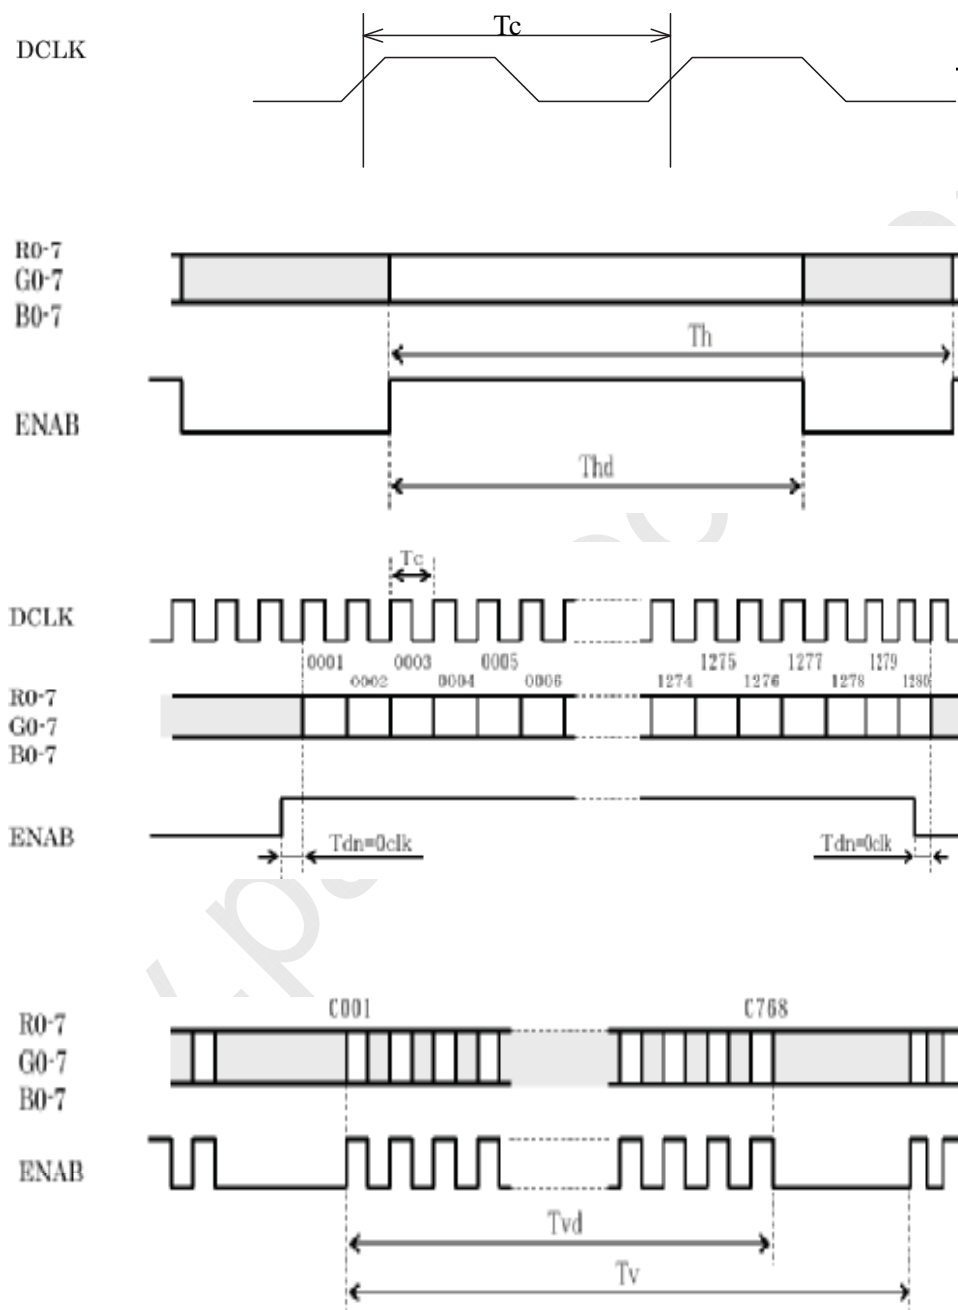 Tc
DCLK
R0-7
G0-7
B0-7
Th
ENAB
Thd
Tc
DCLK
0001 0003 0005 1275 1277 1279
0002 0004 0006 1274 1276 1278 1280
R0-7
G0-7
B0-7
ENAB
Tdn=0clk Tdn=0clk
C001 C768
R0-7
G0-7
B0-7
ENAB
Tvd
Tv